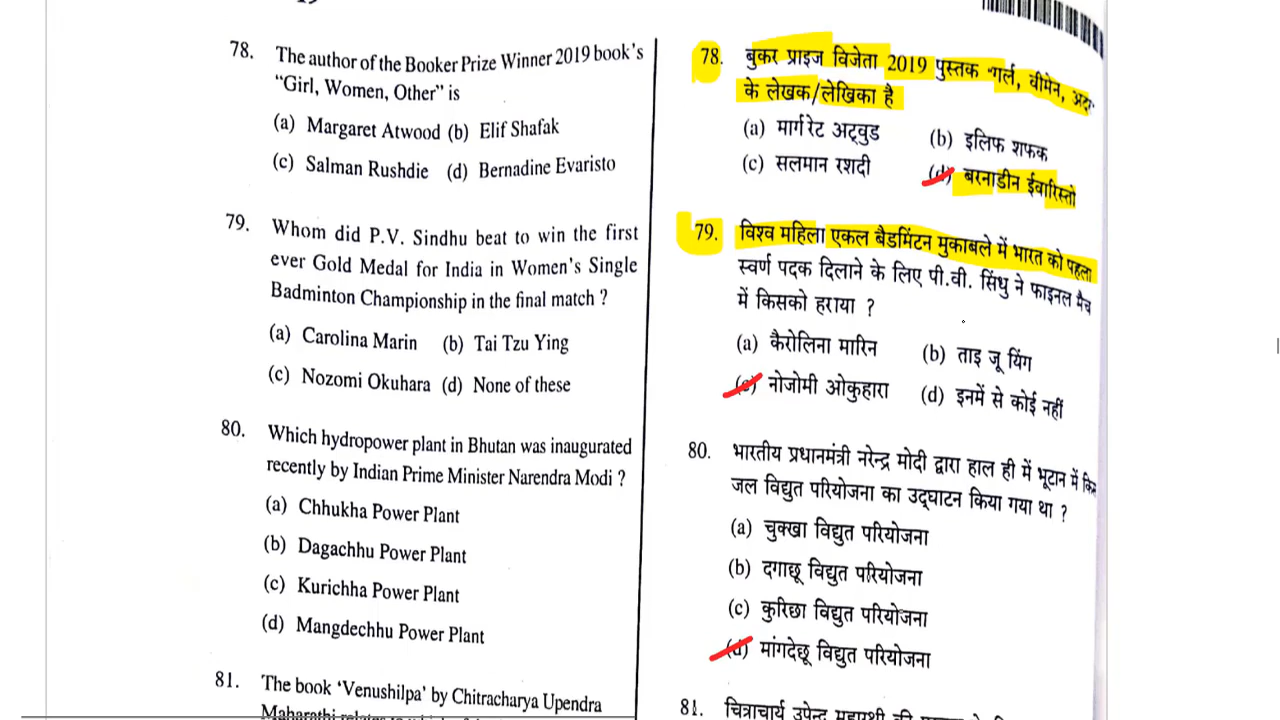 78. The author of the Booker Prize Winner 2019 book's
"Girl, Women, Other" is
(a) Margaret Atwood (b) Elif Shafak
(c) Salman Rushdie (d) Bernadine Evaristo
79. Whom did P.V. Sindhu beat to win the first
ever Gold Medal for India in Women's Single
Badminton Championship in the final match ?
(a) Carolina Marin (b) Tai Tzu Ying
(c) Nozomi Okuhara (d) None of these
80. Which hydropower plant in Bhutan was inaugurated
recently by Indian Prime Minister Narendra Modi ?
(a) Chhukha Power Plant
(b) Dagachhu Power Plant
(c) Kurichha Power Plant
(d) Mangdechhu Power Plant
81. The book 'Venushilpa' by Chitracharya Upendra
Maharathi relates
78. बुकर प्राइज विजेता 2019 पुस्तक "गर्ल, वीमेन,
के लेखक/लेखिका है
(a) मार्गरेट अट्वुड (b) इलिफ शफक
(c) सलमान रशदी (d) बरनाडीन ईवारिस्तो
79. विश्व महिला एकल बैडमिंटन मुकाबले में भारत को पहला
स्वर्ण पदक दिलाने के लिए पी.वी. सिंधु ने फाइनल मैच
में किसको हराया ?
(a) कैरोलिना मारिन (b) ताइ जू यिंग
(c) नोजोमी ओकुहारा (d) इनमें से कोई नहीं
80. भारतीय प्रधानमंत्री नरेन्द्र मोदी द्वारा हाल ही में भूटान में
जल विद्युत परियोजना का उद्घाटन किया गया था ?
(a) चुक्खा विद्युत परियोजना
(b) दगाछू विद्युत परियोजना
(c) कुरिछा विद्युत परियोजना
(d) मांगदेछू विद्युत परियोजना
81. चित्राचार्य उपेन्द्र महारथी की